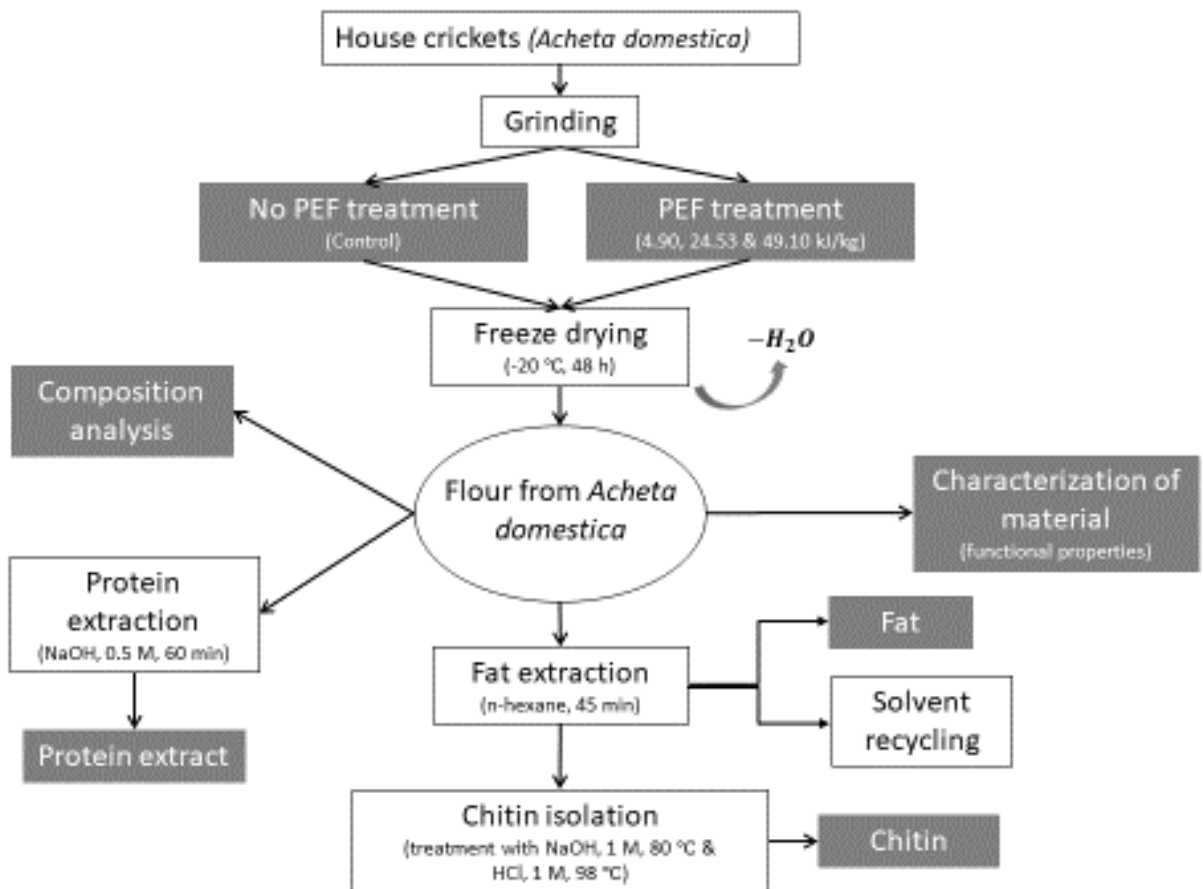 House crickets (Acheta domestica)
Grinding
No PEF treatment
(Control)
PEF treatment
(4.90, 24.53 & 49.10 kJ/kg)
Freeze drying
(-20 °C, 48 h)
−H₂O
Composition
analysis
Flour from Acheta
domestica
Characterization of
material
(functional properties)
Protein
extraction
(NaOH, 0.5 M, 60 min)
Fat extraction
(n-hexane, 45 min)
Fat
Solvent
recycling
Protein extract
Chitin isolation
(treatment with NaOH, 1 M, 80 °C &
HCl, 1 M, 98 °C)
Chitin